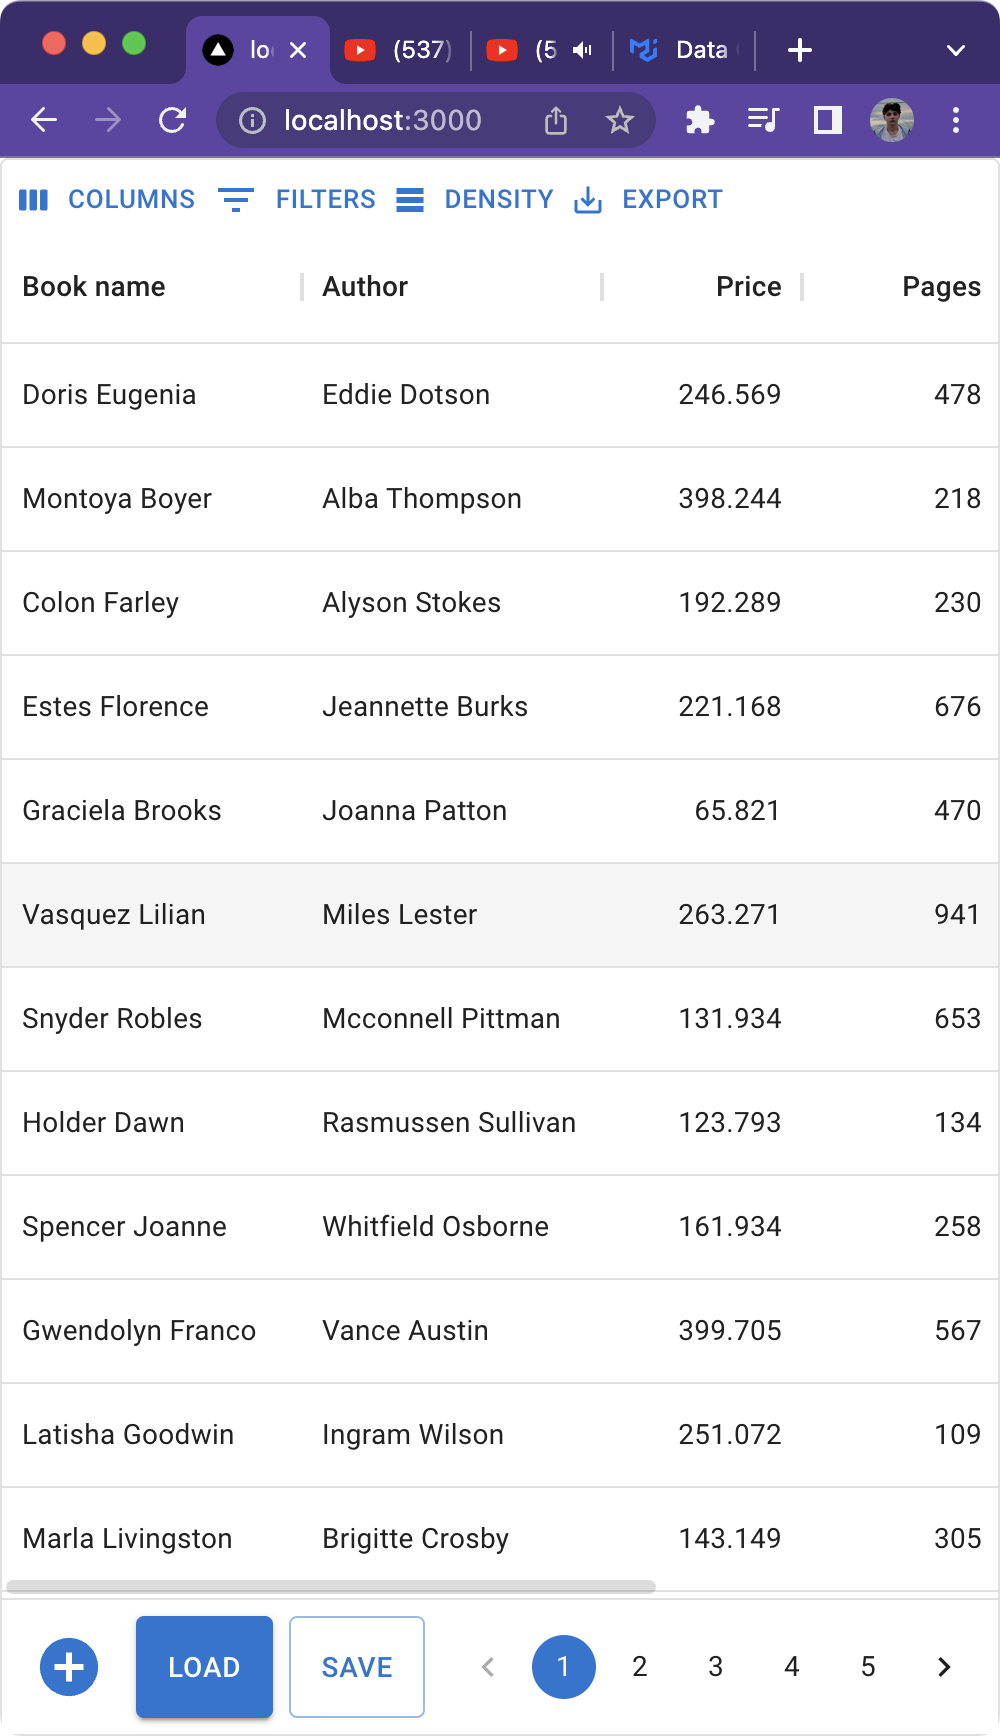 lo (537) (5 Data
localhost:3000
COLUMNS FILTERS DENSITY EXPORT
Book name Author Price Pages
Doris Eugenia Eddie Dotson 246.569 478
Montoya Boyer Alba Thompson 398.244 218
Colon Farley Alyson Stokes 192.289 230
Estes Florence Jeannette Burks 221.168 676
Graciela Brooks Joanna Patton 65.821 470
Vasquez Lilian Miles Lester 263.271 941
Snyder Robles Mcconnell Pittman 131.934 653
Holder Dawn Rasmussen Sullivan 123.793 134
Spencer Joanne Whitfield Osborne 161.934 258
Gwendolyn Franco Vance Austin 399.705 567
Latisha Goodwin Ingram Wilson 251.072 109
Marla Livingston Brigitte Crosby 143.149 305
LOAD SAVE 1 2 3 4 5